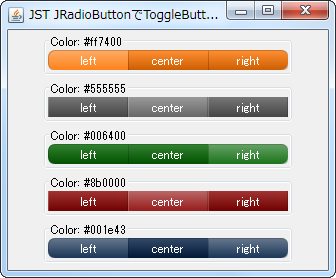 JST JRadioButtonでToggleButt...
Color: #ff7400
left center right
Color: #555555
left center right
Color: #006400
left center right
Color: #8b0000
left center right
Color: #001e43
left center right